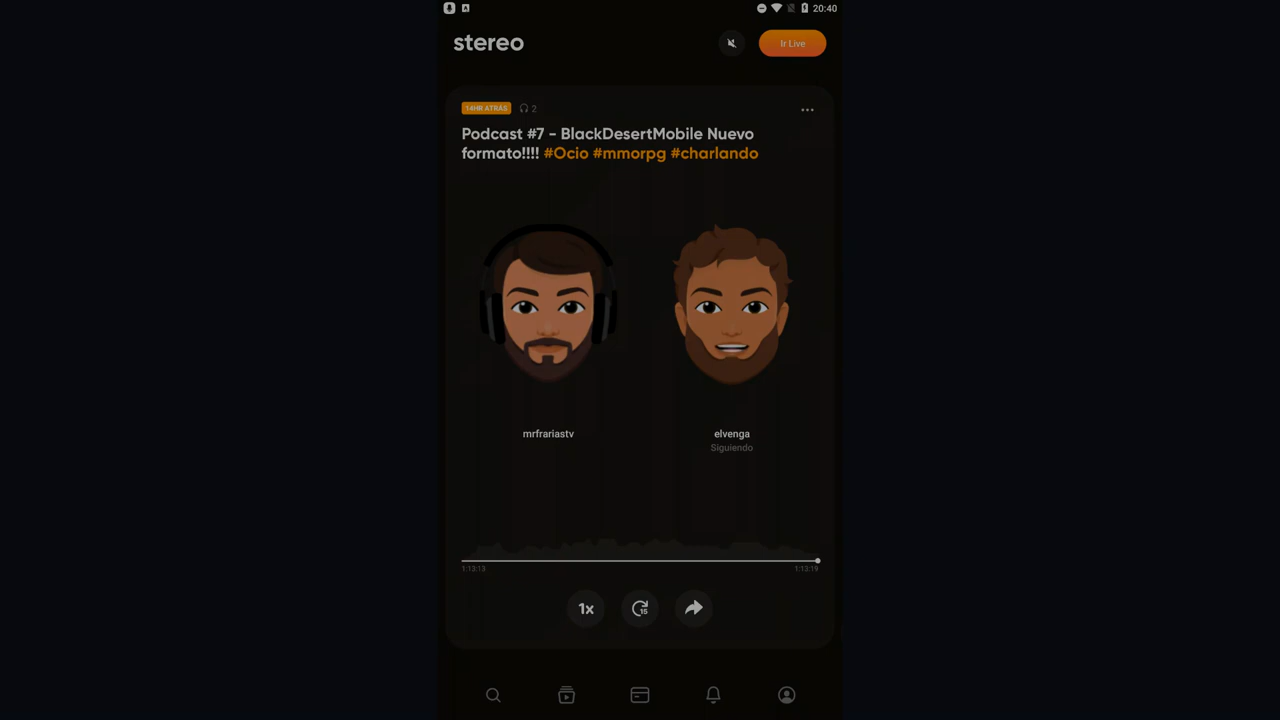 20:40
stereo
Ir Live
14HR ATRÁS 2
Podcast #7 - BlackDesertMobile Nuevo
formato!!!! #Ocio #mmorpg #charlando
mrfrariastv
elvenga
Siguiendo
1:13:13
1:13:19
1x
15